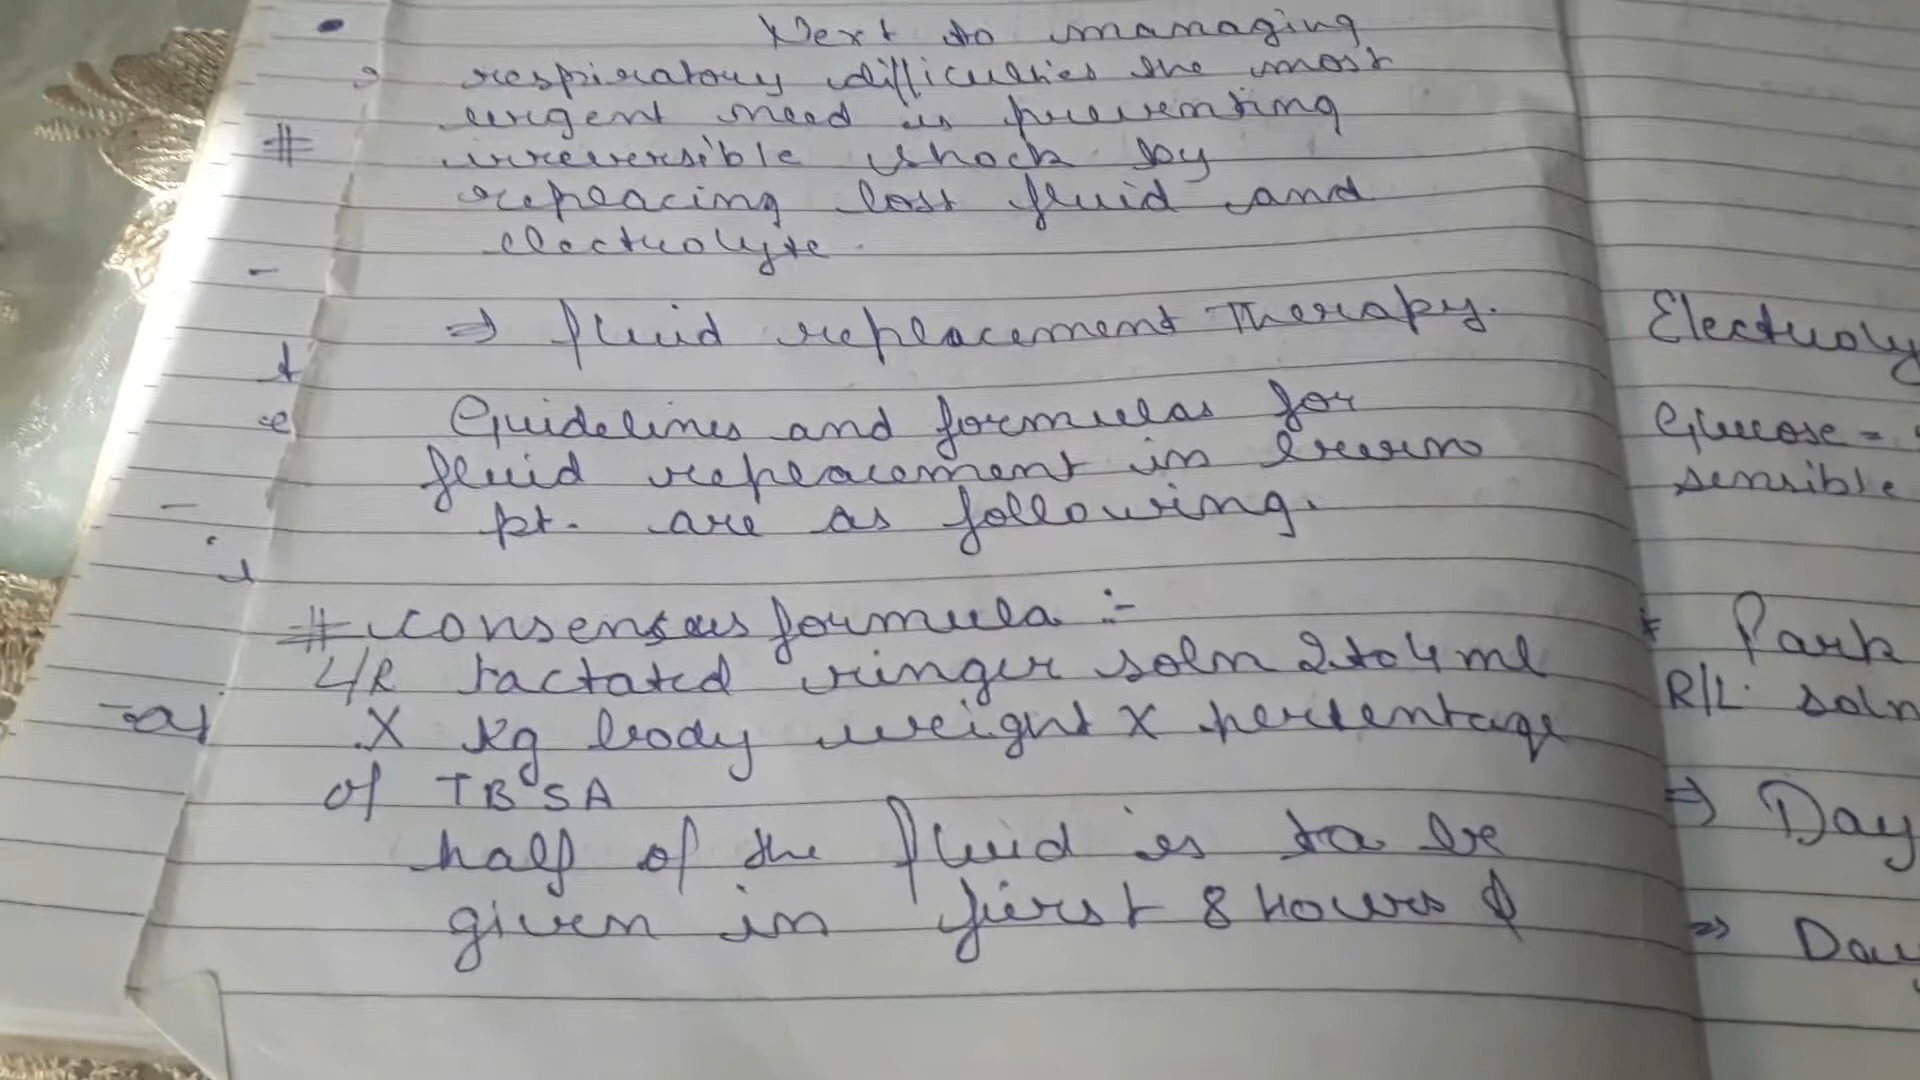 Next to managing
respiratory difficulties the most
urgent need is preventing
irreversible shock by
replacing lost fluid and
electrolyte.
⇒ fluid replacement Therapy.
Guidelines and formulas for
fluid replacement in burn
pt. are as following.
# consensus formula :-
L/R ractated ringer soln 2 to 4 ml
X kg body weight X percentage
of TBSA
half of the fluid is to be
given in first 8 hours &
Electroly
Glucose =
sensible
* Park
R/L. soln
⇒ Day
⇒ Day